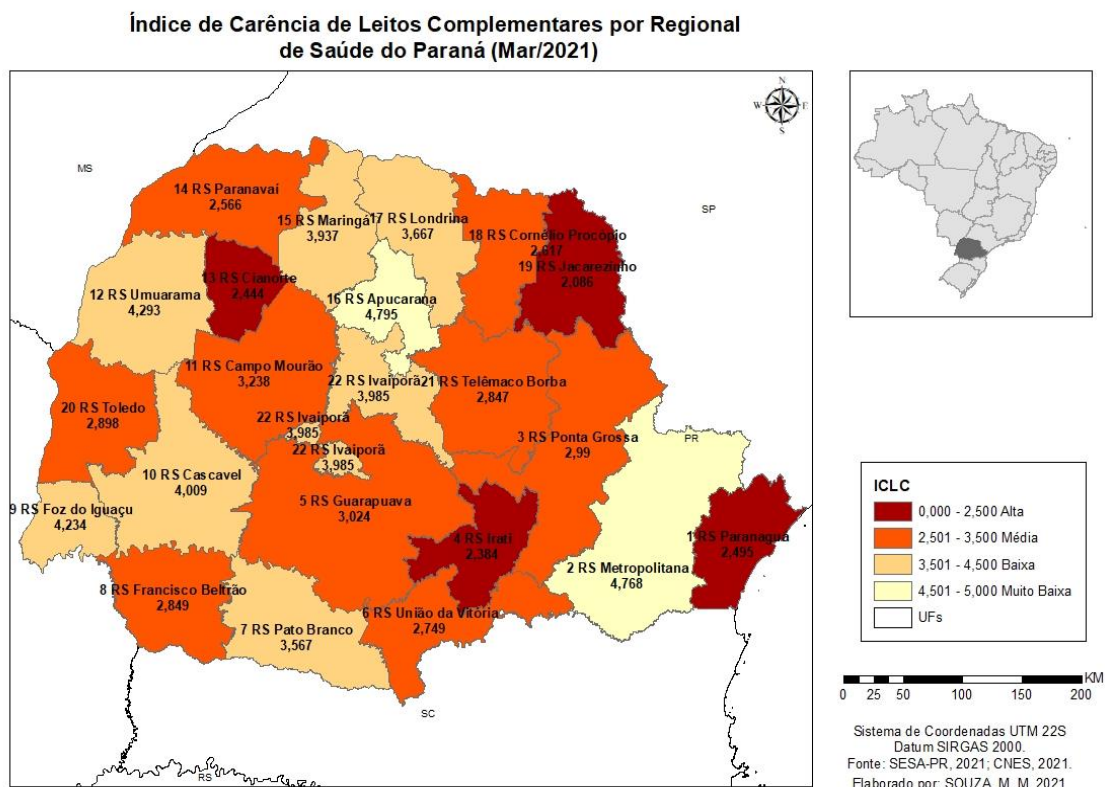 Índice de Carência de Leitos Complementares por Regional
de Saúde do Paraná (Mar/2021)
N
W
E
S
MS
SP
PR
SC
RS
14 RS Paranavaí
2,566
15 RS Maringá
3,937
17 RS Londrina
3,667
18 RS Cornélio Procópio
2,617
19 RS Jacarezinho
2,086
13 RS Cianorte
2,444
12 RS Umuarama
4,293
16 RS Apucarana
4,795
11 RS Campo Mourão
3,238
22 RS Ivaiporã
3,985
21 RS Telêmaco Borba
2,847
20 RS Toledo
2,898
22 RS Ivaiporã
3,985
22 RS Ivaiporã
3,985
3 RS Ponta Grossa
2,99
10 RS Cascavel
4,009
9 RS Foz do Iguaçu
4,234
5 RS Guarapuava
3,024
4 RS Irati
2,384
1 RS Paranaguá
2,495
2 RS Metropolitana
4,768
8 RS Francisco Beltrão
2,849
6 RS União da Vitória
2,749
7 RS Pato Branco
3,567
ICLC
0,000 - 2,500 Alta
2,501 - 3,500 Média
3,501 - 4,500 Baixa
4,501 - 5,000 Muito Baixa
UFs
KM
0 25 50 100 150 200
Sistema de Coordenadas UTM 22S
Datum SIRGAS 2000.
Fonte: SESA-PR, 2021; CNES, 2021.
Elaborado por: SOUZA, M. M. 2021